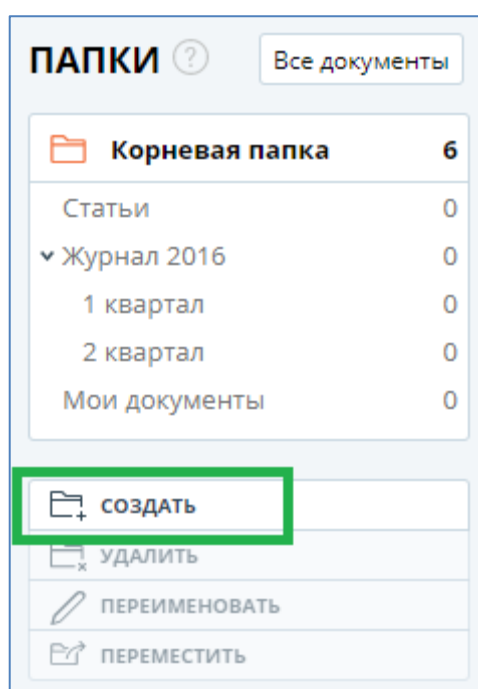 ПАПКИ ? Все документы
Корневая папка 6
Статьи 0
Журнал 2016 0
1 квартал 0
2 квартал 0
Мои документы 0
СОЗДАТЬ
УДАЛИТЬ
ПЕРЕИМЕНОВАТЬ
ПЕРЕМЕСТИТЬ